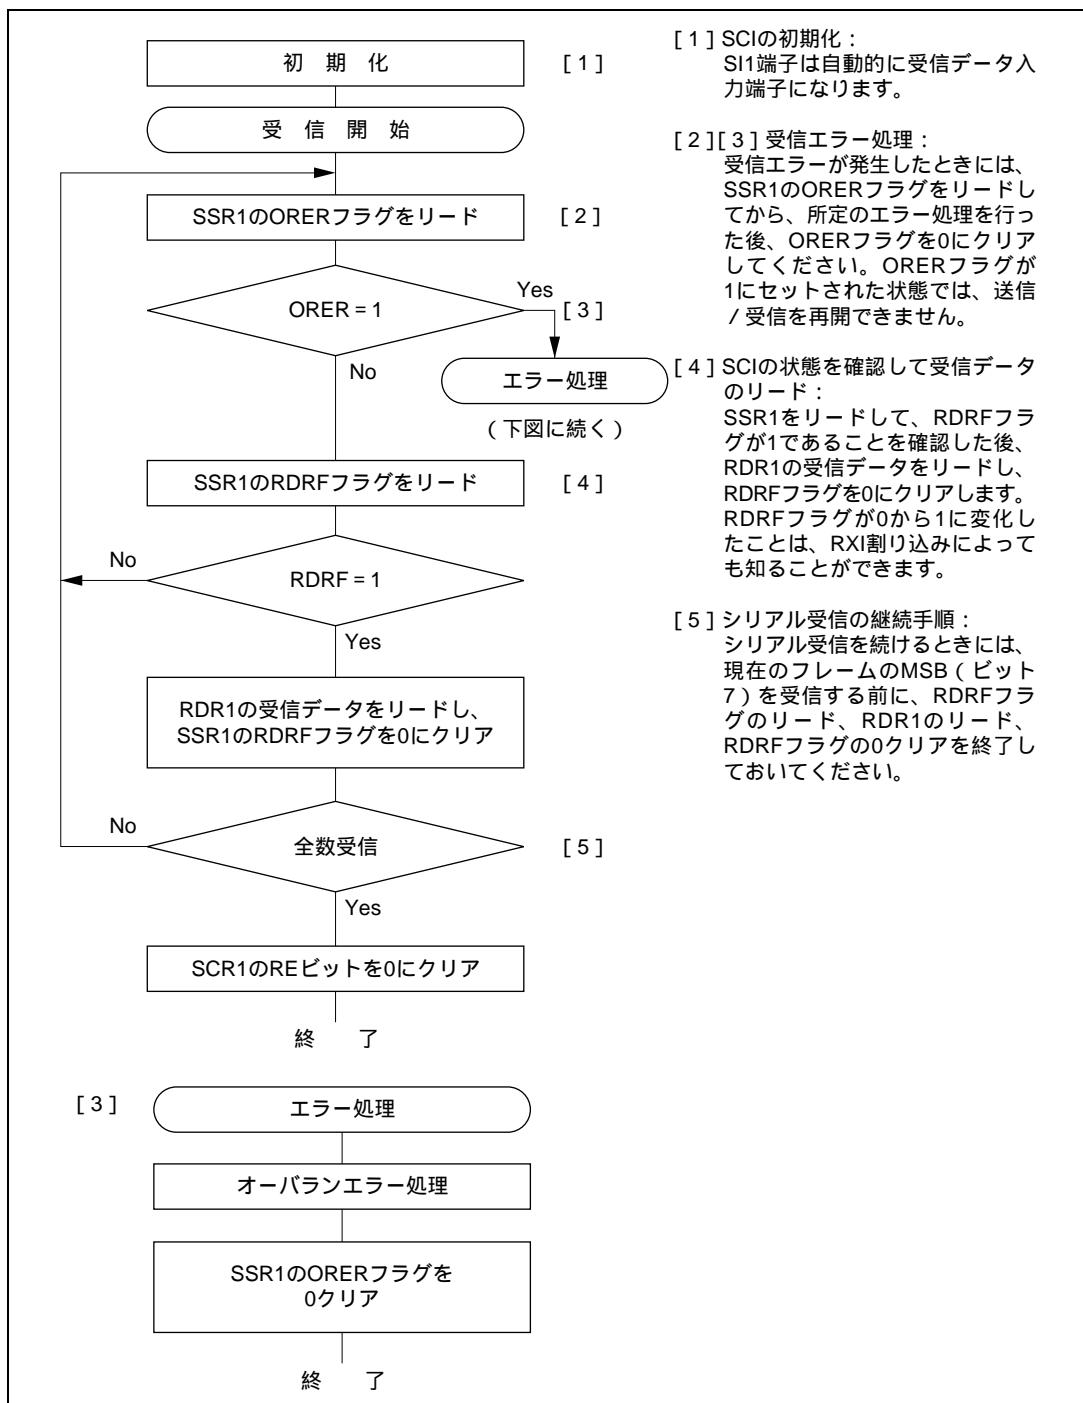 初 期 化
[1]
受 信 開 始
SSR1のORERフラグをリード
[2]
ORER = 1
Yes
[3]
No
エラー処理
(下図に続く)
SSR1のRDRFフラグをリード
[4]
No
RDRF = 1
Yes
RDR1の受信データをリードし、
SSR1のRDRFフラグを0にクリア
No
全数受信
[5]
Yes
SCR1のREビットを0にクリア
終 了
[3]
エラー処理
オーバランエラー処理
SSR1のORERフラグを
0クリア
終 了
[1] SCIの初期化:
SI1端子は自動的に受信データ入
力端子になります。
[2][3] 受信エラー処理:
受信エラーが発生したときには、
SSR1のORERフラグをリードし
てから、所定のエラー処理を行っ
た後、ORERフラグを0にクリア
してください。ORERフラグが
1にセットされた状態では、送信
/受信を再開できません。
[4] SCIの状態を確認して受信データ
のリード:
SSR1をリードして、RDRFフラ
グが1であることを確認した後、
RDR1の受信データをリードし、
RDRFフラグを0にクリアします。
RDRFフラグが0から1に変化し
たことは、RXI割り込みによって
も知ることができます。
[5] シリアル受信の継続手順:
シリアル受信を続けるときには、
現在のフレームのMSB(ビット
7)を受信する前に、RDRFフラ
グのリード、RDR1のリード、
RDRFフラグの0クリアを終了し
ておいてください。